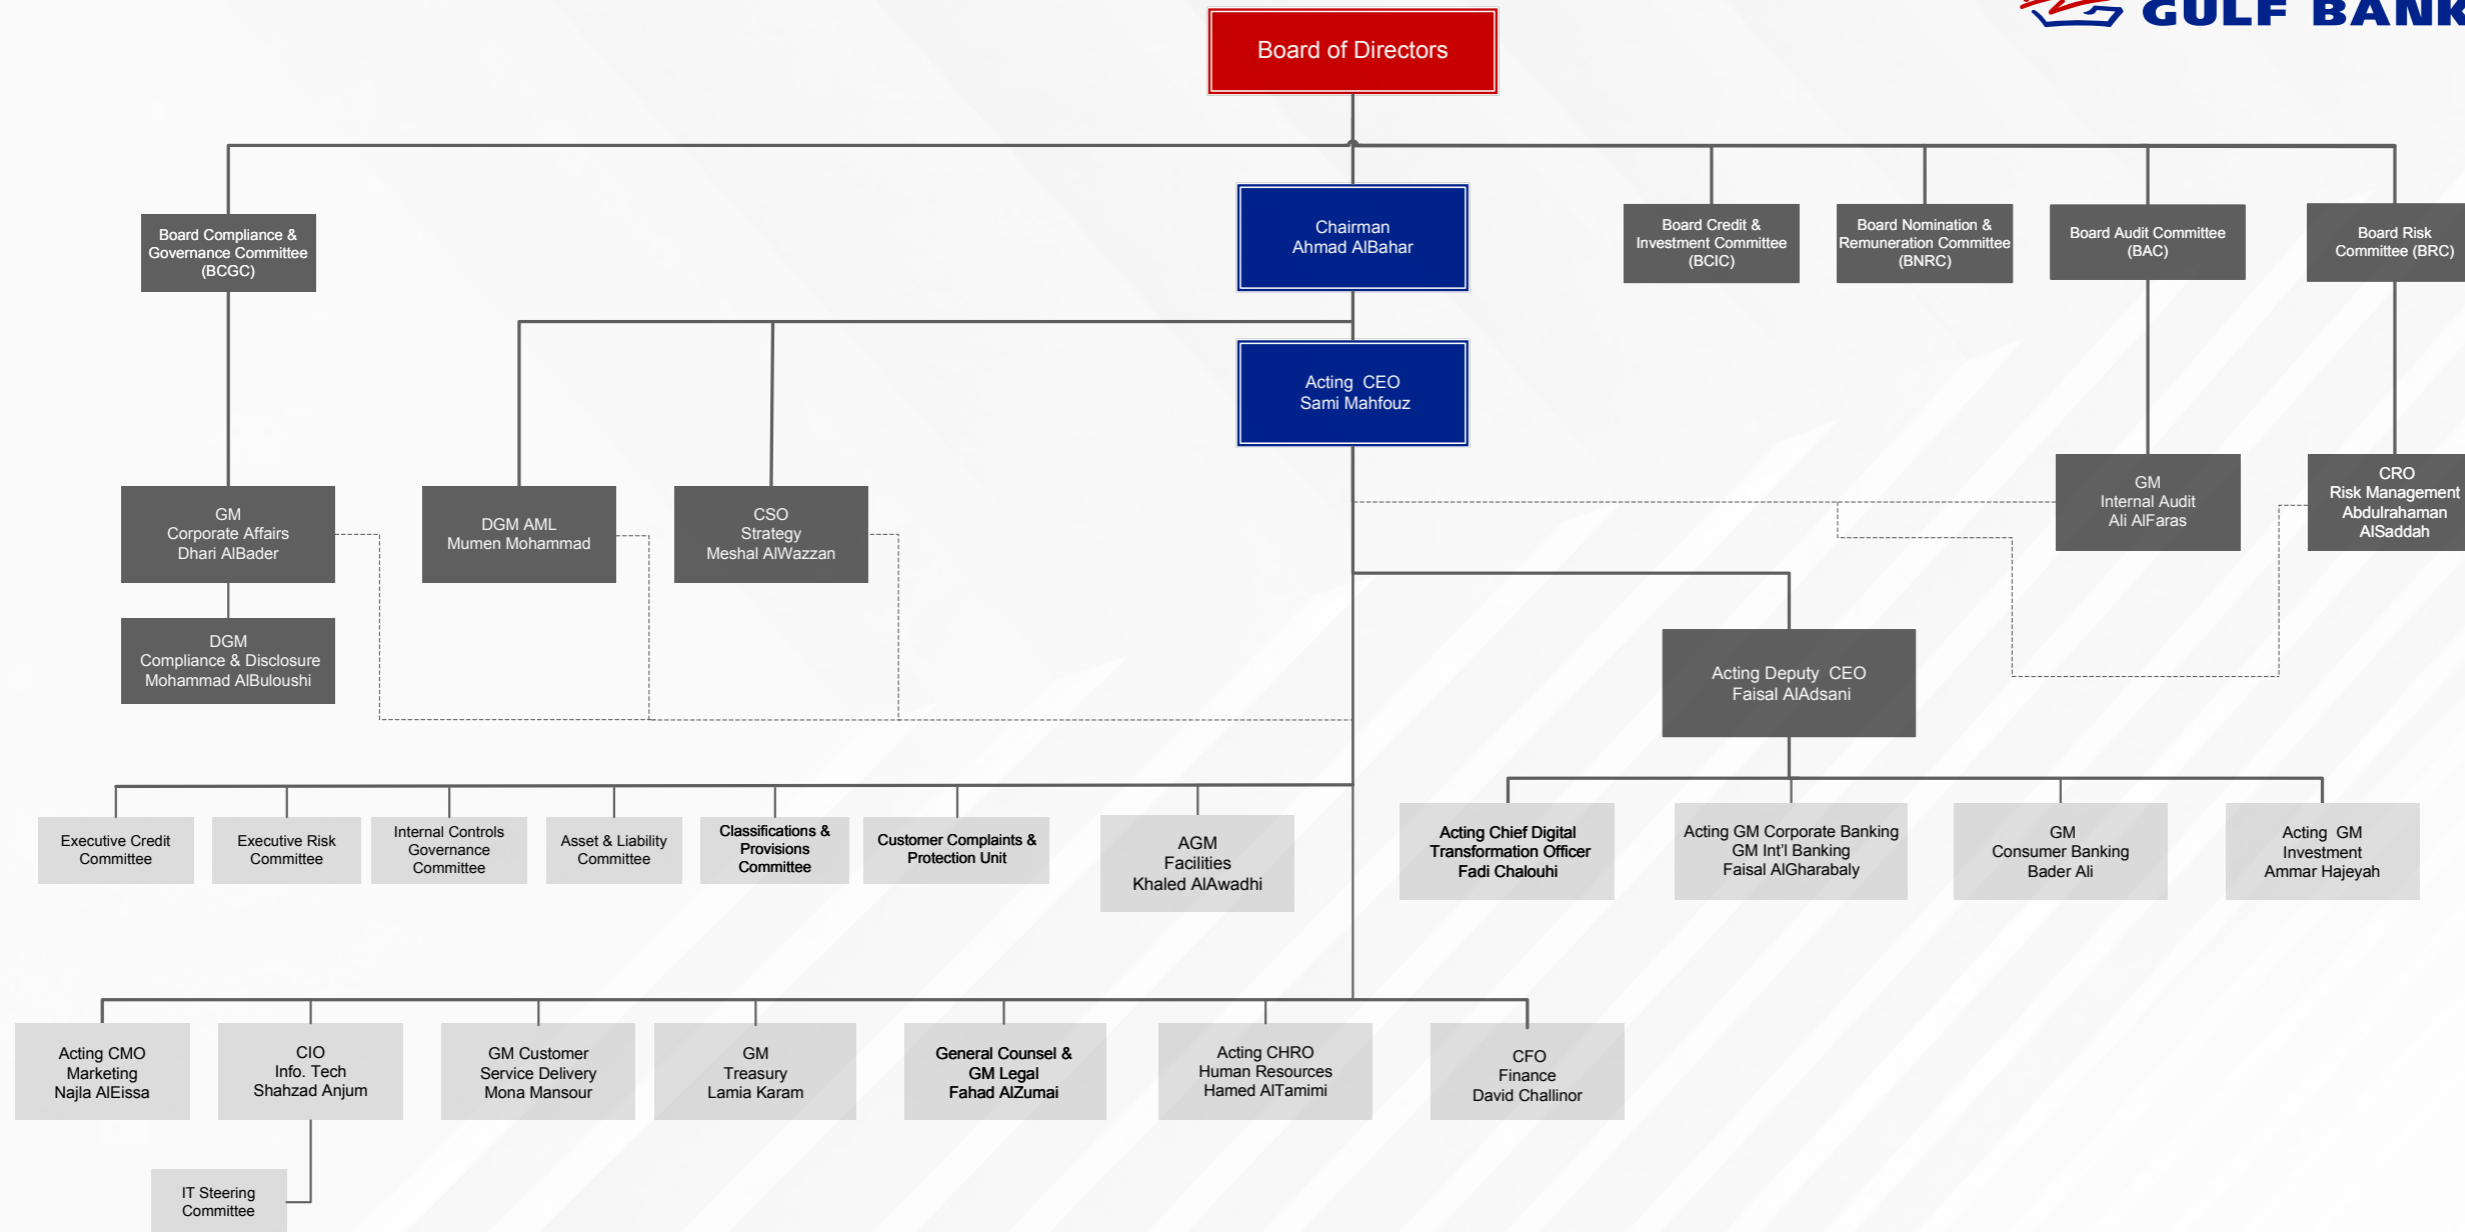 GULF BANK
Board of Directors
Board Compliance &
Governance Committee
(BCGC)
Chairman
Ahmad AlBahar
Board Credit &
Investment Committee
(BCIC)
Board Nomination &
Remuneration Committee
(BNRC)
Board Audit Committee
(BAC)
Board Risk
Committee (BRC)
Acting CEO
Sami Mahfouz
GM
Corporate Affairs
Dhari AlBader
DGM AML
Mumen Mohammad
CSO
Strategy
Meshal AlWazzan
GM
Internal Audit
Ali AlFaras
CRO
Risk Management
Abdulrahaman
AlSaddah
DGM
Compliance & Disclosure
Mohammad AlBuloushi
Acting Deputy CEO
Faisal AlAdsani
Executive Credit
Committee
Executive Risk
Committee
Internal Controls
Governance
Committee
Asset & Liability
Committee
Classifications &
Provisions
Committee
Customer Complaints &
Protection Unit
AGM
Facilities
Khaled AlAwadhi
Acting Chief Digital
Transformation Officer
Fadi Chalouhi
Acting GM Corporate Banking
GM Int'l Banking
Faisal AlGharabaly
GM
Consumer Banking
Bader Ali
Acting GM
Investment
Ammar Hajeyah
Acting CMO
Marketing
Najla AlEissa
CIO
Info. Tech
Shahzad Anjum
GM Customer
Service Delivery
Mona Mansour
GM
Treasury
Lamia Karam
General Counsel &
GM Legal
Fahad AlZumai
Acting CHRO
Human Resources
Hamed AlTamimi
CFO
Finance
David Challinor
IT Steering
Committee